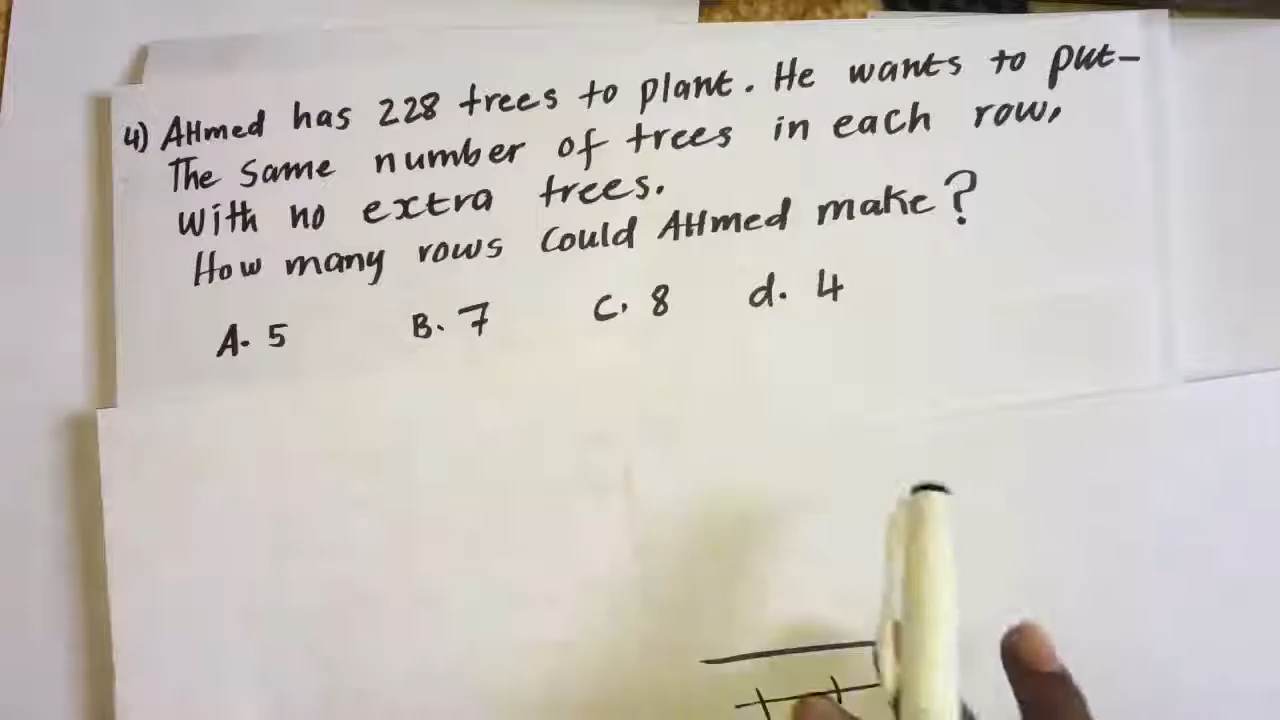 4) AHmed has 228 trees to plant. He wants to put-
The same number of trees in each row,
With no extra trees.
How many rows could AHmed make?
A. 5 B. 7 C. 8 d. 4